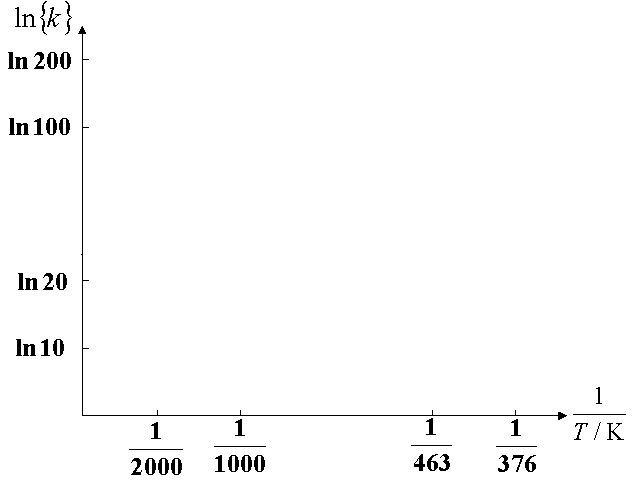 ln{k}
ln 200
ln 100
ln 20
ln 10
1/2000
1/1000
1/463
1/376
1/(T / K)